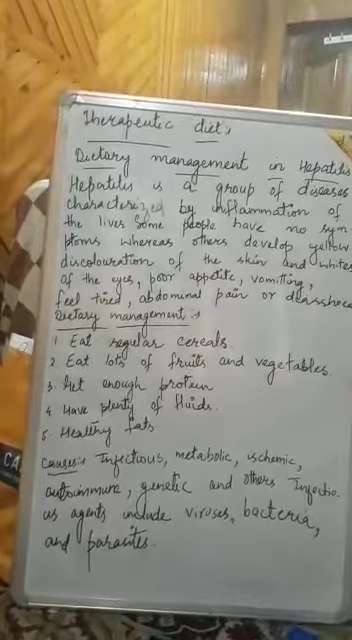 Therapeutic diet:
Dietary management in Hepatitis
Hepatitis is a group of diseases
characterized by inflammation of
the lives Some people have no sym
ptoms whereas others develop yellow
discolouration of the skin and whites
of the eyes, poor appetite, vomitting,
feel tired, abdominal pain or diarrhoea
Dietary management:
1 Eat regular cereals.
2. Eat lots of fruits and vegetables.
3. Get enough protein
4. Have plenty of fluids.
5. Healthy fats
Causes: Infectious, metabolic, ischemic,
autoimmune, genetic and others Infectio-
us agents include viruses, bacteria,
and parasites.
CA